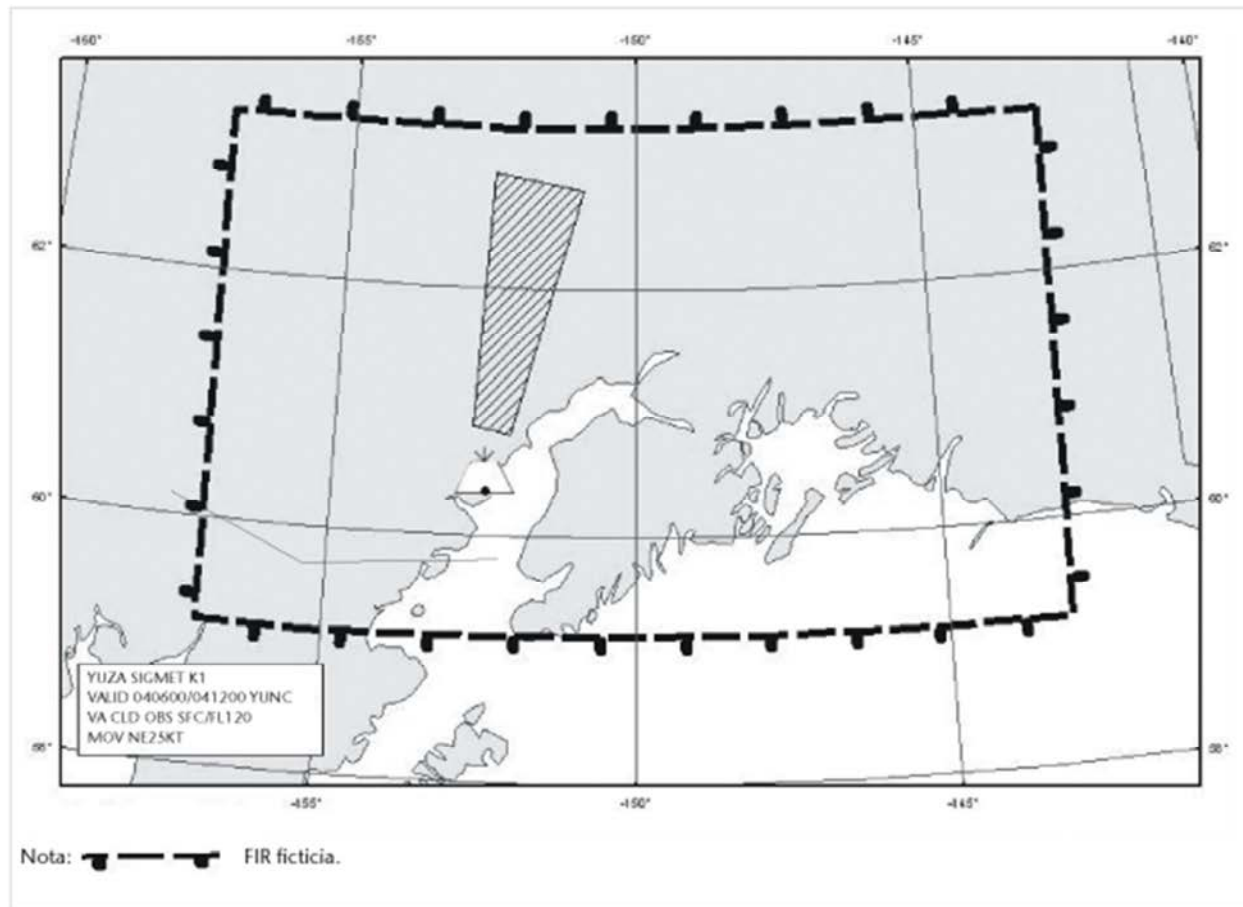 -160° -155° -150° -145° -140°
62° 62°
60° 60°
YUZA SIGMET K1
VALID 040600/041200 YUNC
VA CLD OBS SFC/FL120
MOV NE25KT
58° 58°
-155° -150° -145°
Nota: FIR ficticia.